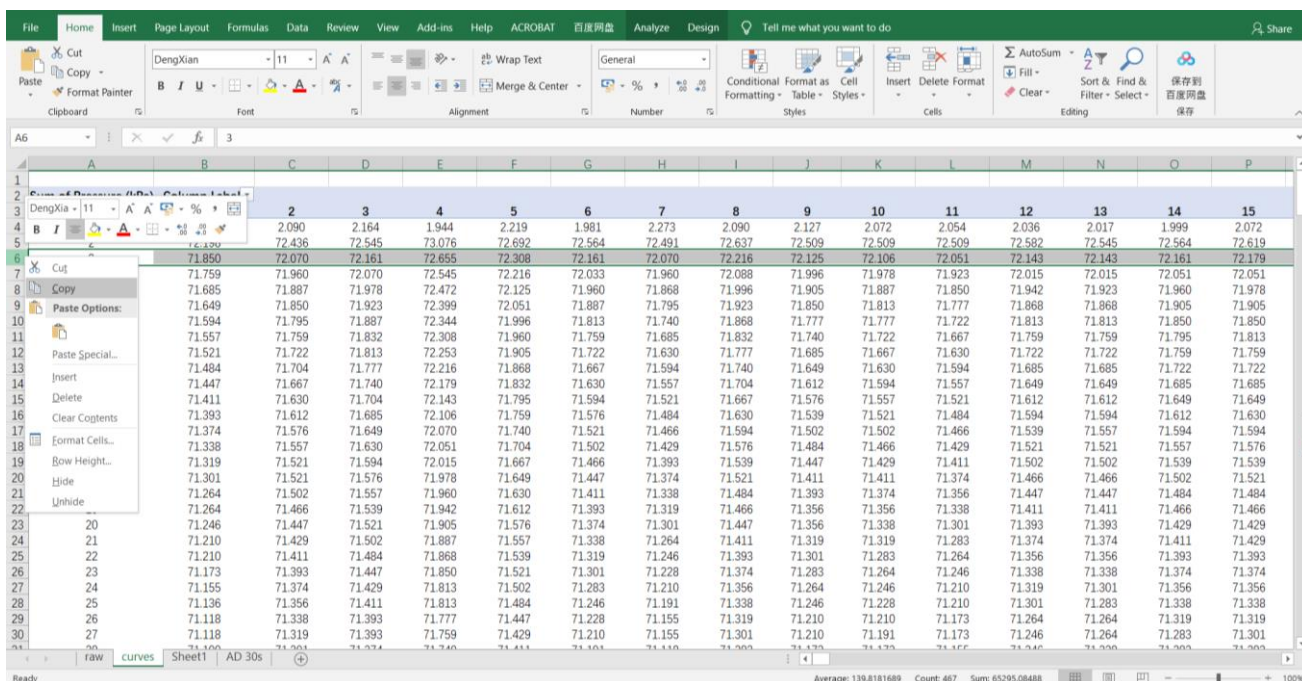 File Home Insert Page Layout Formulas Data Review View Add-ins Help ACROBAT 百度网盘 Analyze Design Tell me what you want to do Share
Paste
Cut
Copy
Format Painter
DengXian 11
B I U
Wrap Text
Merge & Center
General
Conditional Formatting
Format as Table
Cell Styles
Insert
Delete
Format
AutoSum
Fill
Clear
Sort & Filter
Find & Select
保存到 百度网盘
Clipboard Font Alignment Number Styles Cells Editing 保存
A6 fx 3
A B C D E F G H I J K L M N O P
1
2
3 2 3 4 5 6 7 8 9 10 11 12 13 14 15
4 2.090 2.164 1.944 2.219 1.981 2.273 2.090 2.127 2.072 2.054 2.036 2.017 1.999 2.072
5 72.436 72.545 73.076 72.692 72.564 72.491 72.637 72.509 72.509 72.509 72.582 72.545 72.564 72.619
6 71.850 72.070 72.161 72.655 72.308 72.161 72.070 72.216 72.125 72.106 72.051 72.143 72.143 72.161 72.179
7 71.759 71.960 72.070 72.545 72.216 72.033 71.960 72.088 71.996 71.978 71.923 72.015 72.015 72.051 72.051
8 71.685 71.887 71.978 72.472 72.125 71.960 71.868 71.996 71.905 71.887 71.850 71.942 71.923 71.960 71.978
9 71.649 71.850 71.923 72.399 72.051 71.887 71.795 71.923 71.850 71.813 71.777 71.868 71.868 71.905 71.905
10 71.594 71.795 71.887 72.344 71.996 71.813 71.740 71.868 71.777 71.777 71.722 71.813 71.813 71.850 71.850
11 71.557 71.759 71.832 72.308 71.960 71.759 71.685 71.832 71.740 71.722 71.667 71.759 71.759 71.795 71.813
12 71.521 71.722 71.813 72.253 71.905 71.722 71.630 71.777 71.685 71.667 71.630 71.722 71.722 71.759 71.759
13 71.484 71.704 71.777 72.216 71.868 71.667 71.594 71.740 71.649 71.630 71.594 71.685 71.685 71.722 71.722
14 71.447 71.667 71.740 72.179 71.832 71.630 71.557 71.704 71.612 71.594 71.557 71.649 71.649 71.685 71.685
15 71.411 71.630 71.704 72.143 71.795 71.594 71.521 71.667 71.576 71.557 71.521 71.612 71.612 71.649 71.649
16 71.393 71.612 71.685 72.106 71.759 71.576 71.484 71.630 71.539 71.521 71.484 71.594 71.594 71.612 71.630
17 71.374 71.576 71.649 72.070 71.740 71.521 71.466 71.594 71.502 71.502 71.466 71.539 71.557 71.594 71.594
18 71.338 71.557 71.630 72.051 71.704 71.502 71.429 71.576 71.484 71.466 71.429 71.521 71.521 71.557 71.576
19 71.319 71.521 71.594 72.015 71.667 71.466 71.393 71.539 71.447 71.429 71.411 71.502 71.502 71.539 71.539
20 71.301 71.521 71.576 71.978 71.649 71.447 71.374 71.521 71.411 71.411 71.374 71.466 71.466 71.502 71.521
21 71.264 71.502 71.557 71.960 71.630 71.411 71.338 71.484 71.393 71.374 71.356 71.447 71.447 71.484 71.484
22 71.264 71.466 71.539 71.942 71.612 71.393 71.319 71.466 71.356 71.356 71.338 71.411 71.411 71.466 71.466
23 20 71.246 71.447 71.521 71.905 71.576 71.374 71.301 71.447 71.356 71.338 71.301 71.393 71.393 71.429 71.429
24 21 71.210 71.429 71.502 71.887 71.557 71.338 71.264 71.411 71.319 71.319 71.283 71.374 71.374 71.411 71.429
25 22 71.210 71.411 71.484 71.868 71.539 71.319 71.246 71.393 71.301 71.283 71.264 71.356 71.356 71.393 71.393
26 23 71.173 71.393 71.447 71.850 71.521 71.301 71.228 71.374 71.283 71.264 71.246 71.338 71.338 71.374 71.374
27 24 71.155 71.374 71.429 71.813 71.502 71.283 71.210 71.356 71.264 71.246 71.210 71.319 71.301 71.356 71.356
28 25 71.136 71.356 71.411 71.813 71.484 71.246 71.191 71.338 71.246 71.228 71.210 71.301 71.283 71.338 71.338
29 26 71.118 71.338 71.393 71.777 71.447 71.228 71.155 71.319 71.210 71.210 71.173 71.264 71.264 71.319 71.319
30 27 71.118 71.319 71.393 71.759 71.429 71.210 71.155 71.301 71.210 71.191 71.173 71.246 71.264 71.283 71.301
DengXia 11
B I
Cut
Copy
Paste Options:
Paste Special...
Insert
Delete
Clear Contents
Format Cells...
Row Height...
Hide
Unhide
raw curves Sheet1 AD 30s
Ready Average: 139.8181689 Count: 467 Sum: 65295.08488 100%